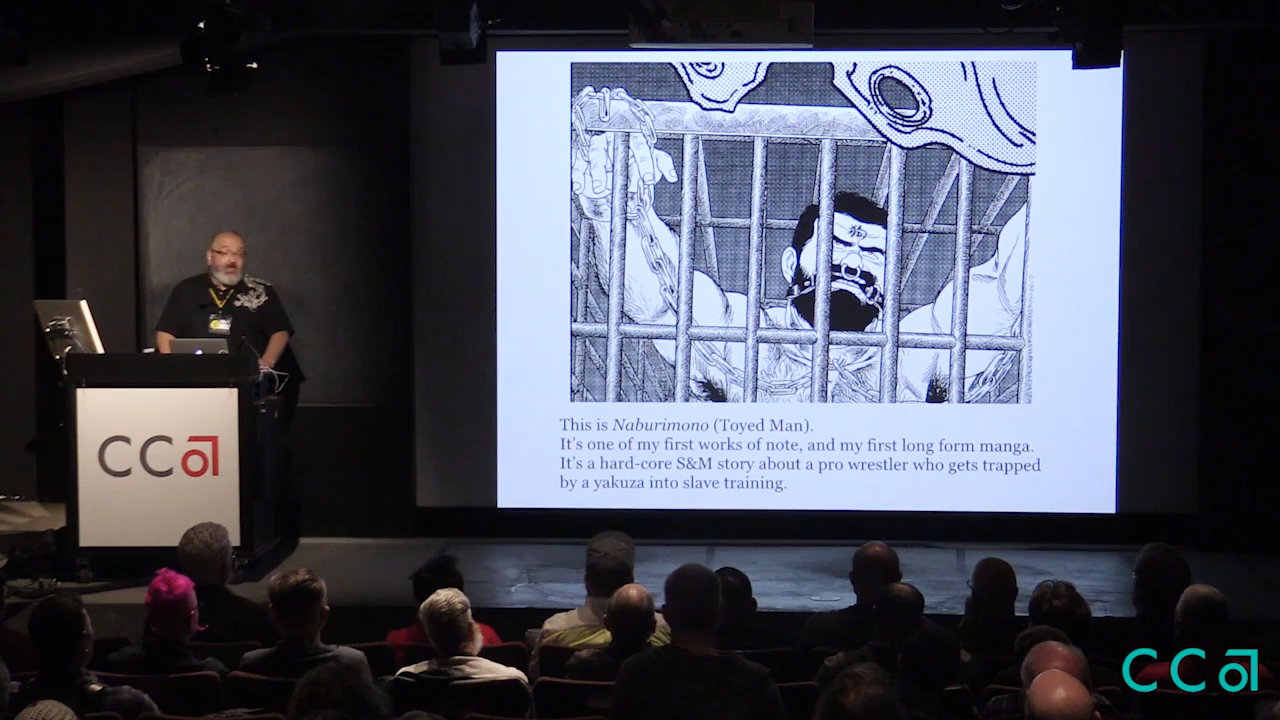 狗
This is Naburimono (Toyed Man).
It's one of my first works of note, and my first long form manga.
It's a hard-core S&M story about a pro wrestler who gets trapped
by a yakuza into slave training.
CCA
CCA